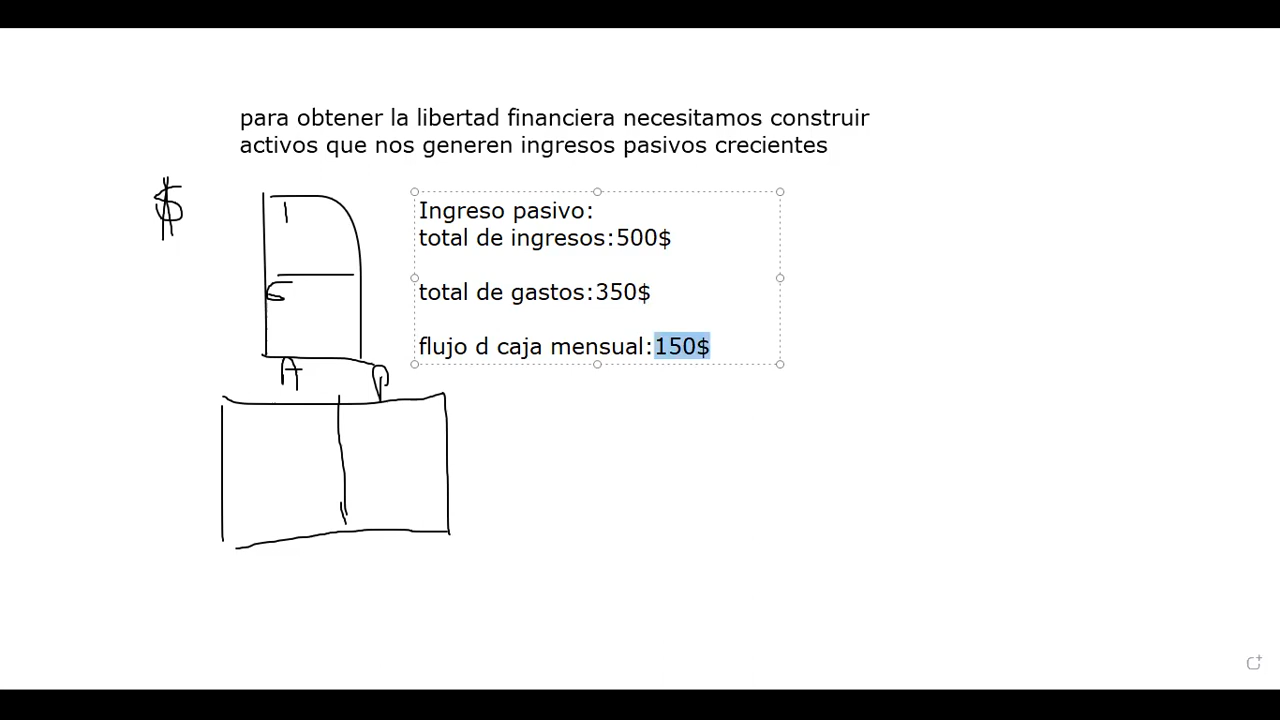 para obtener la libertad financiera necesitamos construir
activos que nos generen ingresos pasivos crecientes
$
I
Ingreso pasivo:
total de ingresos:500$
G
total de gastos:350$
flujo d caja mensual:150$
A
P